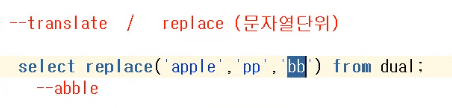 --translate / replace (문자열단위)
select replace('apple','pp','bb') from dual;
--abble